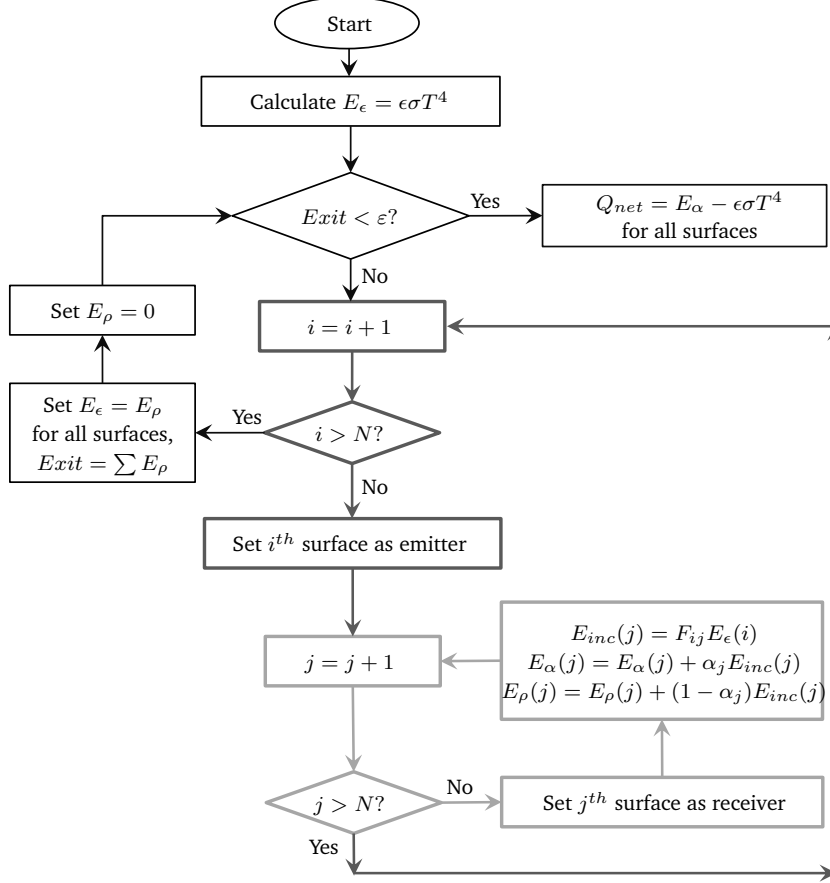 Start
Calculate $E_\epsilon = \epsilon\sigma T^4$
$Exit < \varepsilon?$
Yes
$Q_{net} = E_\alpha - \epsilon\sigma T^4$
for all surfaces
No
$i = i + 1$
Set $E_\rho = 0$
Set $E_\epsilon = E_\rho$
for all surfaces,
$Exit = \sum E_\rho$
Yes
$i > N?$
No
Set $i^{th}$ surface as emitter
$j = j + 1$
$E_{inc}(j) = F_{ij}E_\epsilon(i)$
$E_\alpha(j) = E_\alpha(j) + \alpha_j E_{inc}(j)$
$E_\rho(j) = E_\rho(j) + (1 - \alpha_j)E_{inc}(j)$
$j > N?$
No
Set $j^{th}$ surface as receiver
Yes